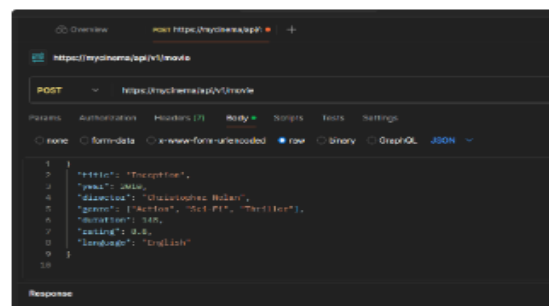 Overview POST https://mycinema/api/v1 +
https://mycinema/api/v1/movie
POST https://mycinema/api/v1/movie
Params Authorization Headers (7) Body Scripts Tests Settings
none form-data x-www-form-urlencoded raw binary GraphQL JSON
1 {
2 "title": "Inception",
3 "year": 2010,
4 "director": "Christopher Nolan",
5 "genre": ["Action", "Sci-Fi", "Thriller"],
6 "duration": 148,
7 "rating": 8.8,
8 "language": "English"
9 }
10
Response